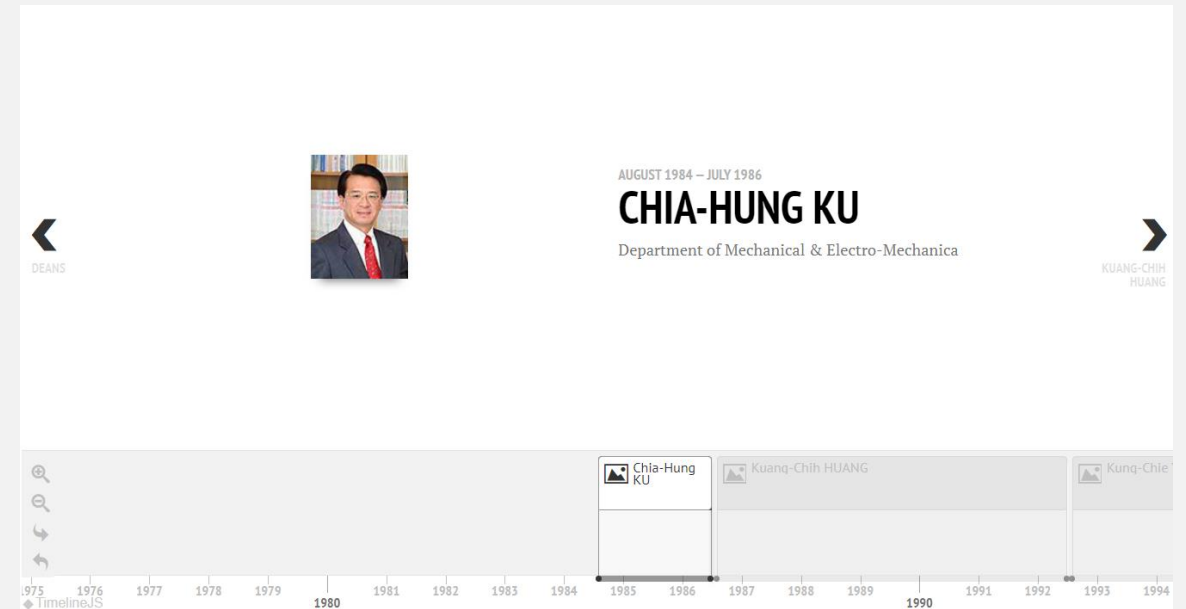 AUGUST 1984 – JULY 1986
CHIA-HUNG KU
Department of Mechanical & Electro-Mechanica
DEANS
KUANG-CHIH
HUANG
Chia-Hung
KU
Kuang-Chih HUANG
Kung-Chie
1975 1976 1977 1978 1979 1980 1981 1982 1983 1984 1985 1986 1987 1988 1989 1990 1991 1992 1993 1994
TimelineJS